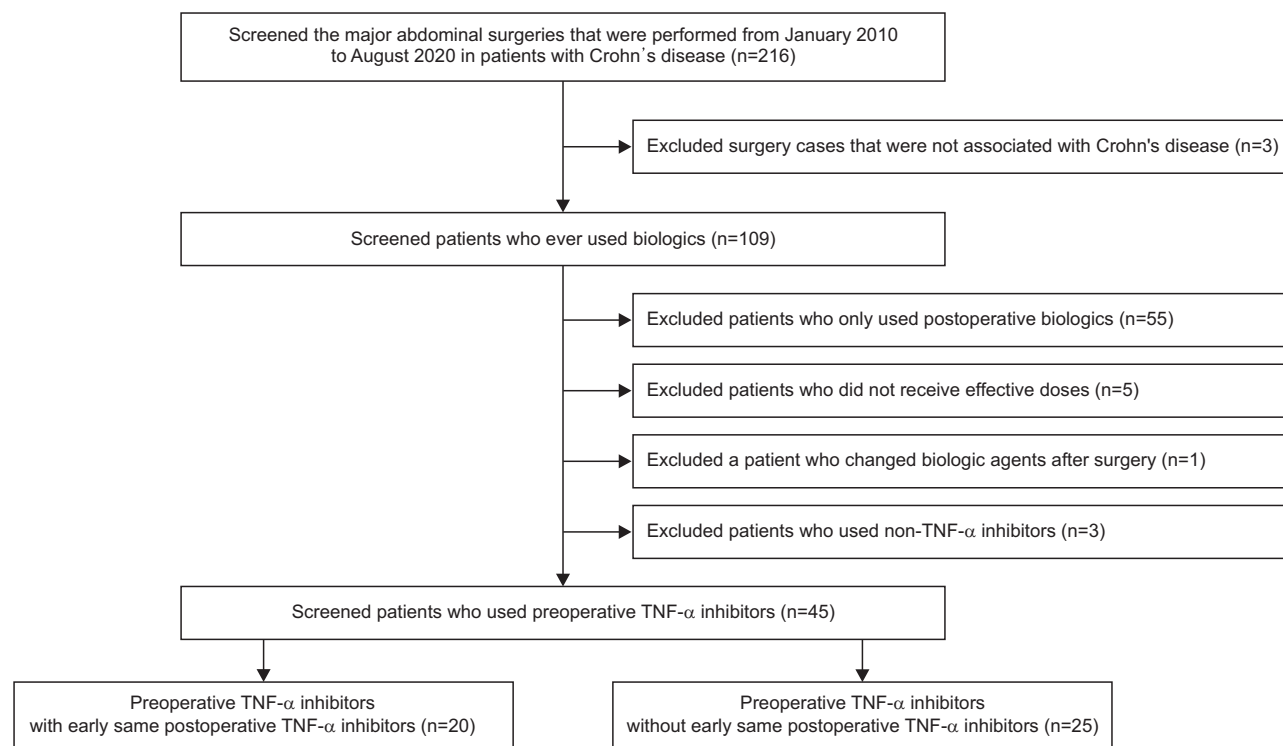 Screened the major abdominal surgeries that were performed from January 2010
to August 2020 in patients with Crohn’s disease (n=216)
Excluded surgery cases that were not associated with Crohn's disease (n=3)
Screened patients who ever used biologics (n=109)
Excluded patients who only used postoperative biologics (n=55)
Excluded patients who did not receive effective doses (n=5)
Excluded a patient who changed biologic agents after surgery (n=1)
Excluded patients who used non-TNF-α inhibitors (n=3)
Screened patients who used preoperative TNF-α inhibitors (n=45)
Preoperative TNF-α inhibitors
with early same postoperative TNF-α inhibitors (n=20)
Preoperative TNF-α inhibitors
without early same postoperative TNF-α inhibitors (n=25)